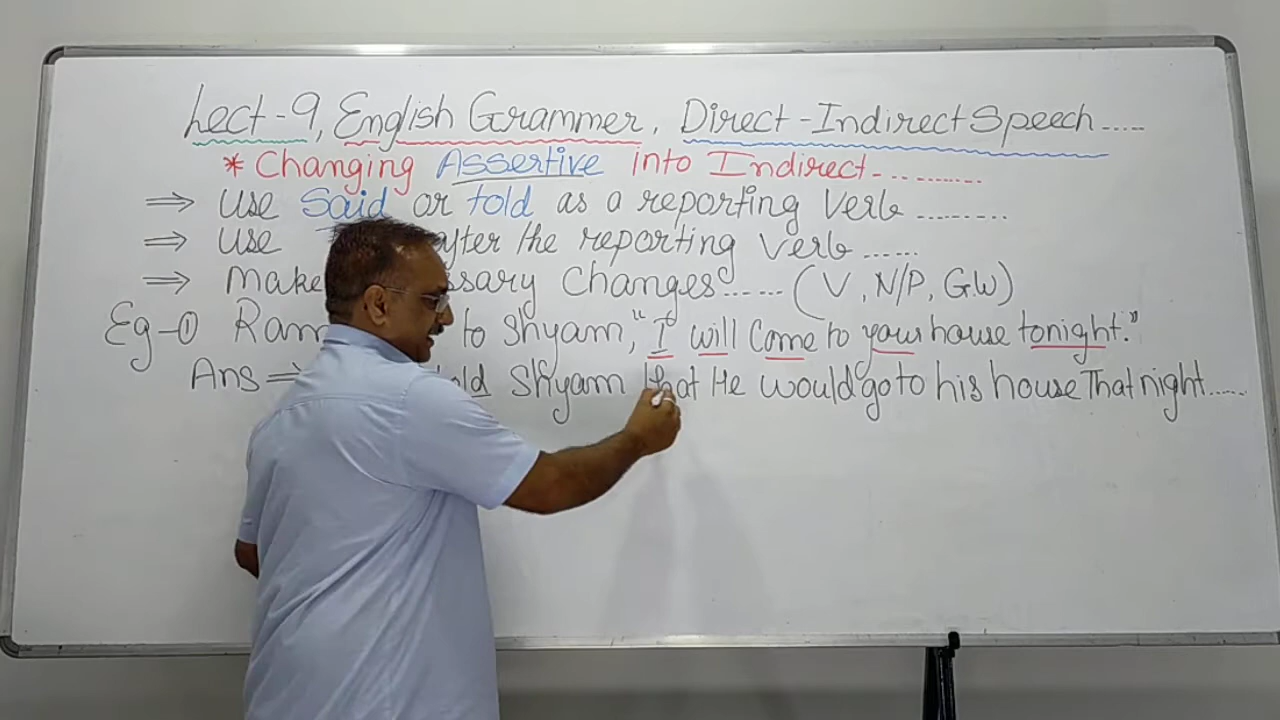 Lect-9, English Grammer, Direct-Indirect Speech.....
* Changing Assertive into Indirect...........
⇒ Use Said or told as a reporting Verb.........
⇒ Use after the reporting Verb......
⇒ Make Changes...... (V, N/P, G.W)
Eg-① Ram to Shyam, "I will Come to your house tonight."
Ans ⇒ told Shyam that He would go to his house That night......